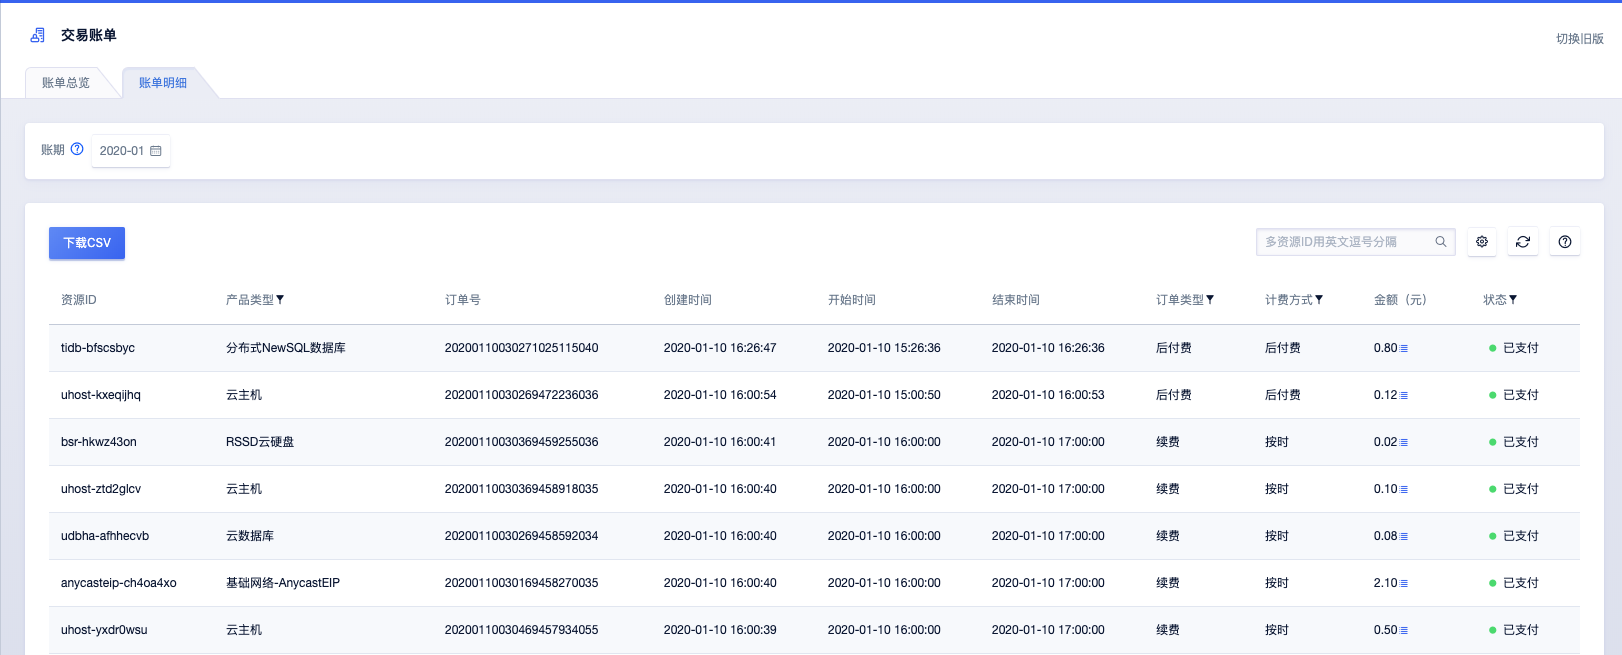 交易账单
切换旧版
账单总览 账单明细
账期 2020-01
下载CSV 多资源ID用英文逗号分隔
资源ID 产品类型 订单号 创建时间 开始时间 结束时间 订单类型 计费方式 金额（元） 状态
tidb-bfscsbyc 分布式NewSQL数据库 20200110030271025115040 2020-01-10 16:26:47 2020-01-10 15:26:36 2020-01-10 16:26:36 后付费 后付费 0.80 已支付
uhost-kxeqijhq 云主机 20200110030269472236036 2020-01-10 16:00:54 2020-01-10 15:00:50 2020-01-10 16:00:53 后付费 后付费 0.12 已支付
bsr-hkwz43on RSSD云硬盘 20200110030369459255036 2020-01-10 16:00:41 2020-01-10 16:00:00 2020-01-10 17:00:00 续费 按时 0.02 已支付
uhost-ztd2glcv 云主机 20200110030369458918035 2020-01-10 16:00:40 2020-01-10 16:00:00 2020-01-10 17:00:00 续费 按时 0.10 已支付
udbha-afhhecvb 云数据库 20200110030269458592034 2020-01-10 16:00:40 2020-01-10 16:00:00 2020-01-10 17:00:00 续费 按时 0.08 已支付
anycasteip-ch4oa4xo 基础网络-AnycastEIP 20200110030169458270035 2020-01-10 16:00:40 2020-01-10 16:00:00 2020-01-10 17:00:00 续费 按时 2.10 已支付
uhost-yxdr0wsu 云主机 20200110030469457934055 2020-01-10 16:00:39 2020-01-10 16:00:00 2020-01-10 17:00:00 续费 按时 0.50 已支付